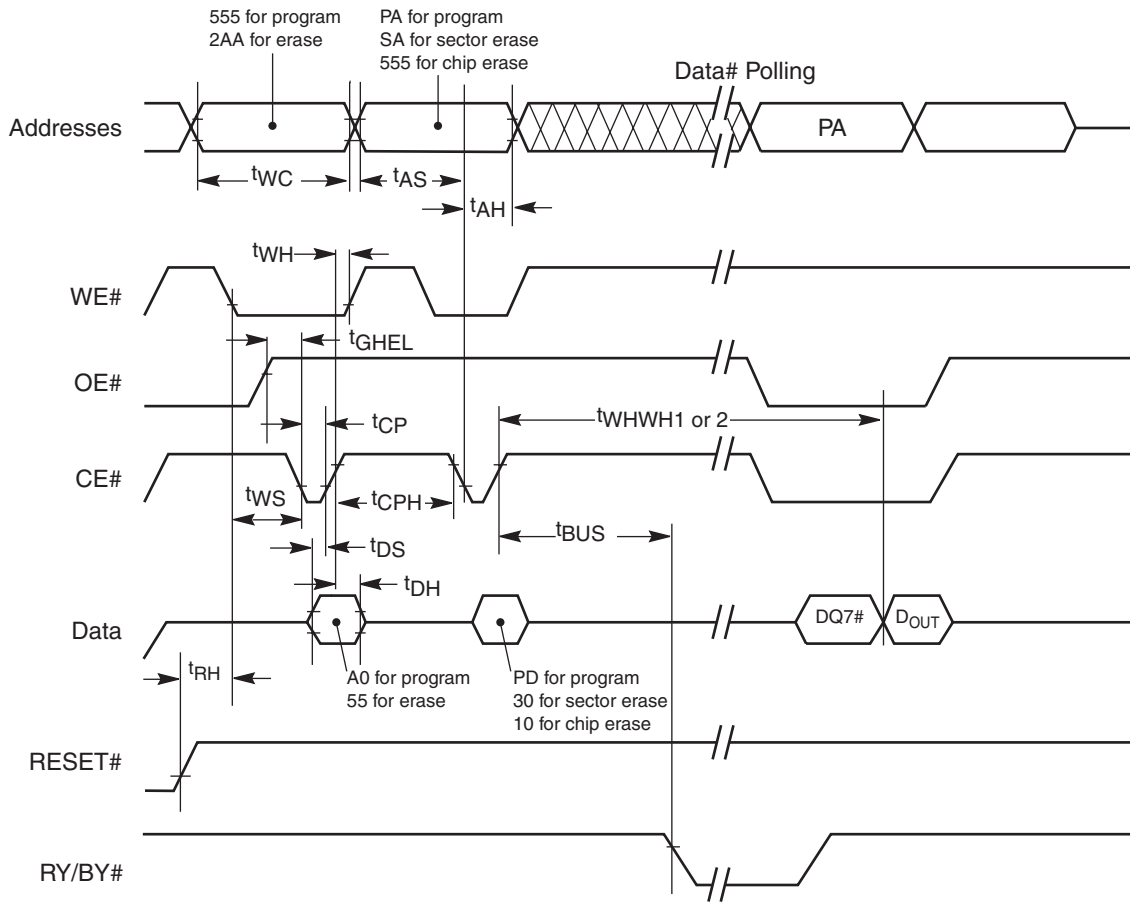 555 for program
2AA for erase
PA for program
SA for sector erase
555 for chip erase
Data# Polling
Addresses
PA
tWC
tAS
tAH
tWH
WE#
tGHEL
OE#
tWHWH1 or 2
tCP
CE#
tWS
tCPH
tBUS
tDS
tDH
Data
DQ7#
DOUT
tRH
A0 for program
55 for erase
PD for program
30 for sector erase
10 for chip erase
RESET#
RY/BY#